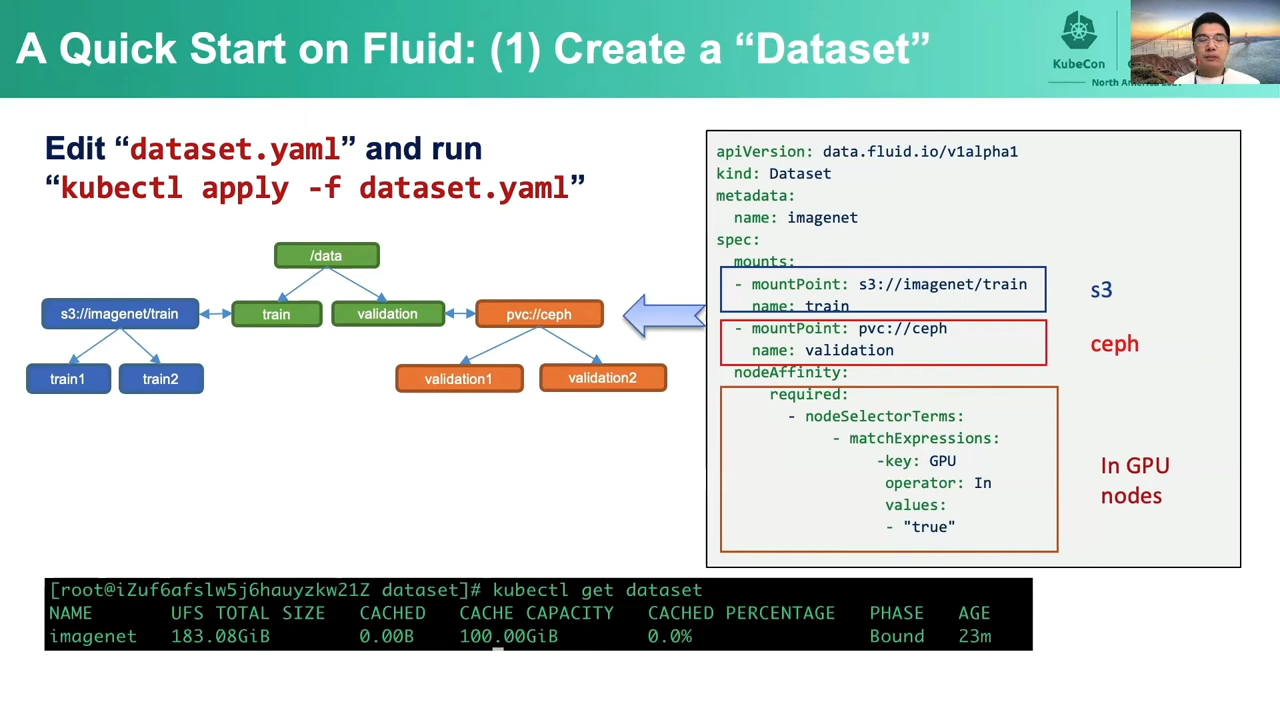 A Quick Start on Fluid: (1) Create a “Dataset”
KubeCon
North America 2021
Edit “dataset.yaml” and run
“kubectl apply -f dataset.yaml”
/data
s3://imagenet/train
train
validation
pvc://ceph
train1
train2
validation1
validation2
apiVersion: data.fluid.io/v1alpha1
kind: Dataset
metadata:
name: imagenet
spec:
mounts:
- mountPoint: s3://imagenet/train
name: train
- mountPoint: pvc://ceph
name: validation
nodeAffinity:
required:
- nodeSelectorTerms:
- matchExpressions:
-key: GPU
operator: In
values:
- "true"
s3
ceph
In GPU
nodes
[root@iZuf6afslw5j6hauyzkw21Z dataset]# kubectl get dataset
NAME UFS TOTAL SIZE CACHED CACHE CAPACITY CACHED PERCENTAGE PHASE AGE
imagenet 183.08GiB 0.00B 100.00GiB 0.0% Bound 23m